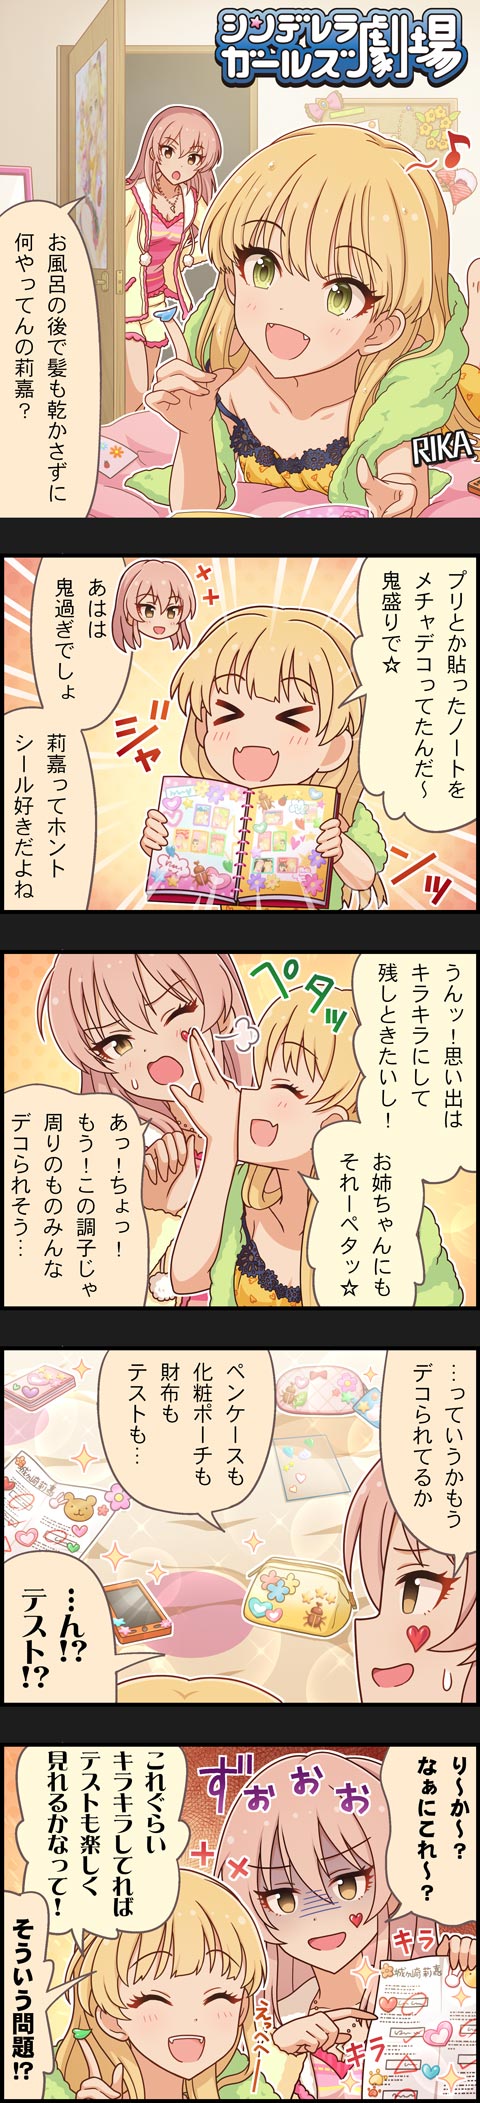 シンデレラ
ガールズ劇場
お風呂の後で髪も乾かさずに
何やってんの莉嘉？
RIKA
プリとか貼ったノートを
メチャデコってたんだ～
鬼盛りで☆
あはは
鬼過ぎでしょ
莉嘉ってホント
シール好きだよね
ジャ
ンッ
うんッ！思い出は
キラキラにして
残しときたいし！
お姉ちゃんにも
それーペタッ☆
ペタッ
あっ！ちょっ！
もう！この調子じゃ
周りのものみんな
デコられそう…
…っていうかもう
デコられてるか
ペンケースも
化粧ポーチも
財布も
テストも…
城ヶ崎莉嘉
…ん!?
テスト!?
り～か～？
なぁにこれ～？
ずぉぉぉ
これぐらい
キラキラしてれば
テストも楽しく
見れるかなって！
キラ
城ヶ崎莉嘉
キラ
えへへー
そういう問題!?